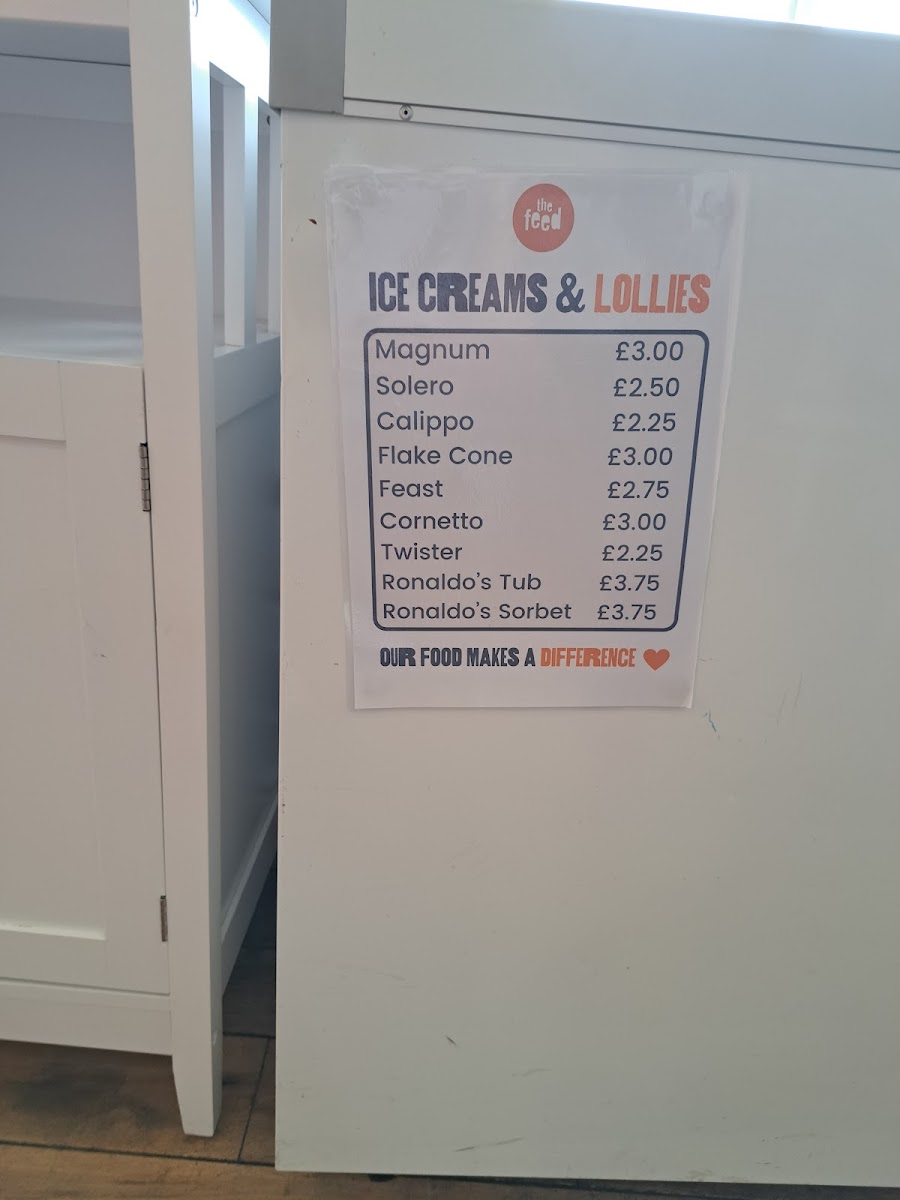 the
feed
ICE CREAMS & LOLLIES
Magnum £3.00
Solero £2.50
Calippo £2.25
Flake Cone £3.00
Feast £2.75
Cornetto £3.00
Twister £2.25
Ronaldo's Tub £3.75
Ronaldo's Sorbet £3.75
OUR FOOD MAKES A DIFFERENCE